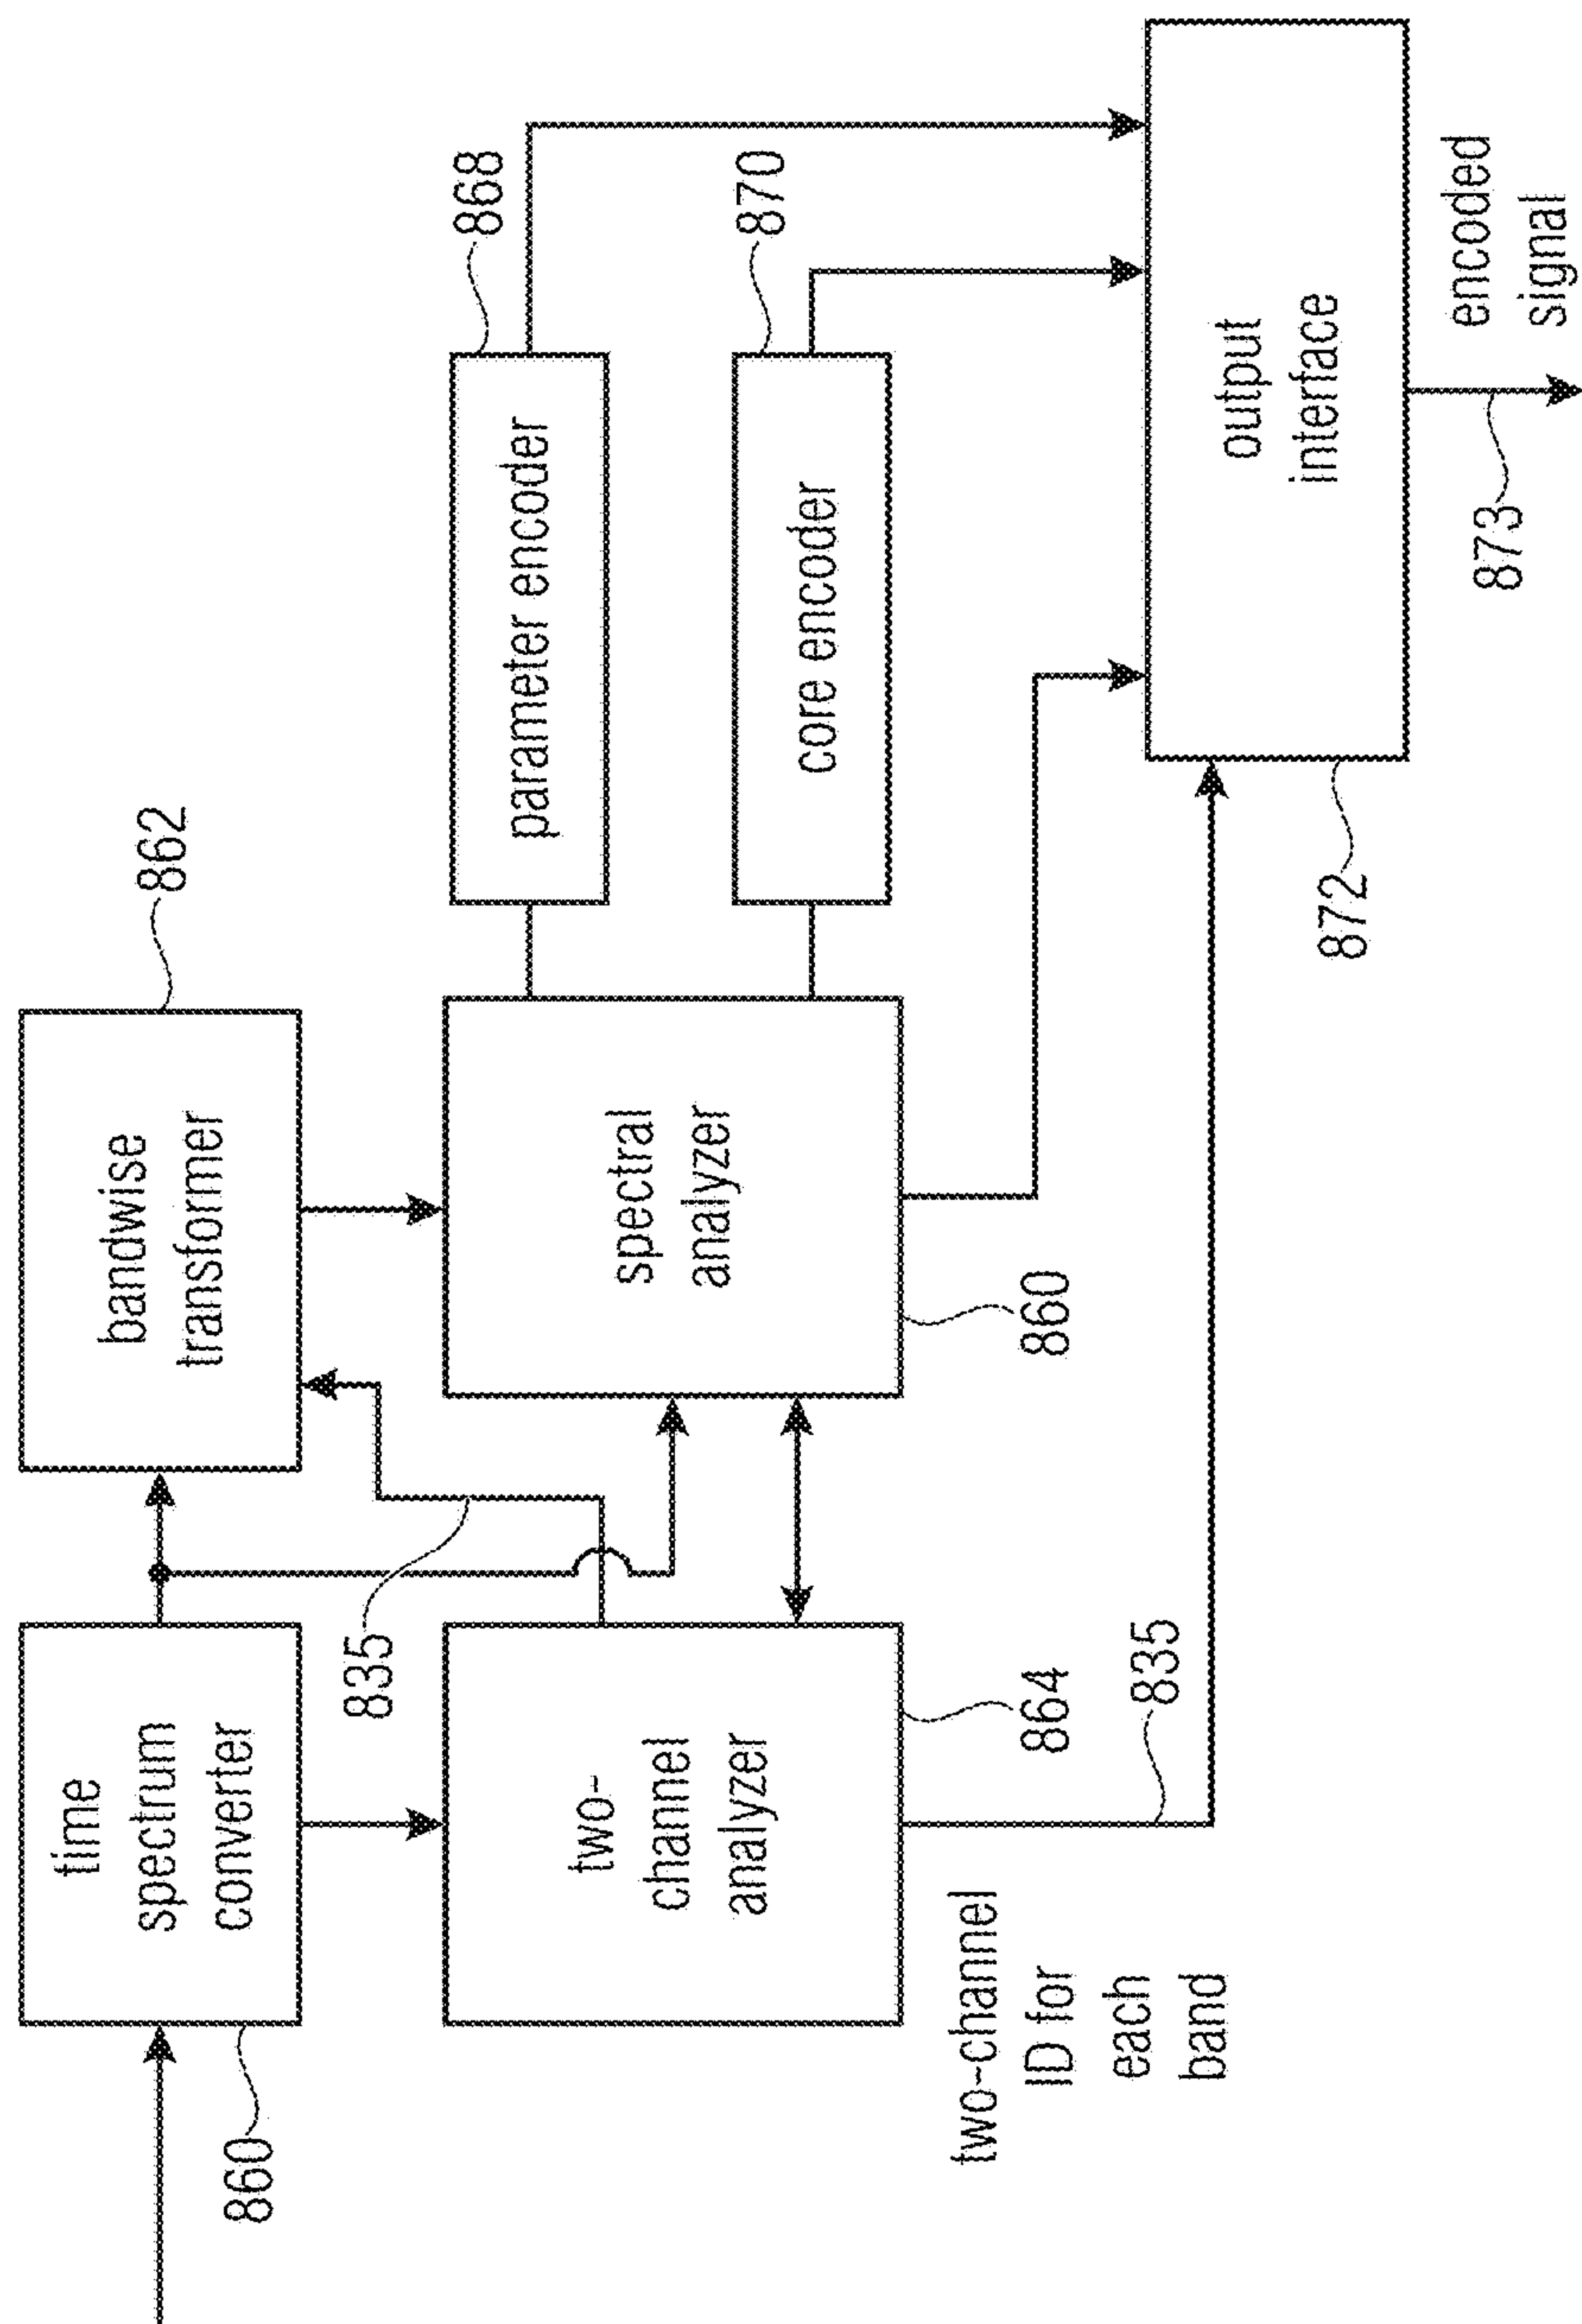 time
spectrum
converter
860
bandwise
transformer
862
835
two-
channel
analyzer
864
spectral
analyzer
860
parameter encoder
868
core encoder
870
two-channel
ID for
each
band
835
output
interface
872
873
encoded
signal